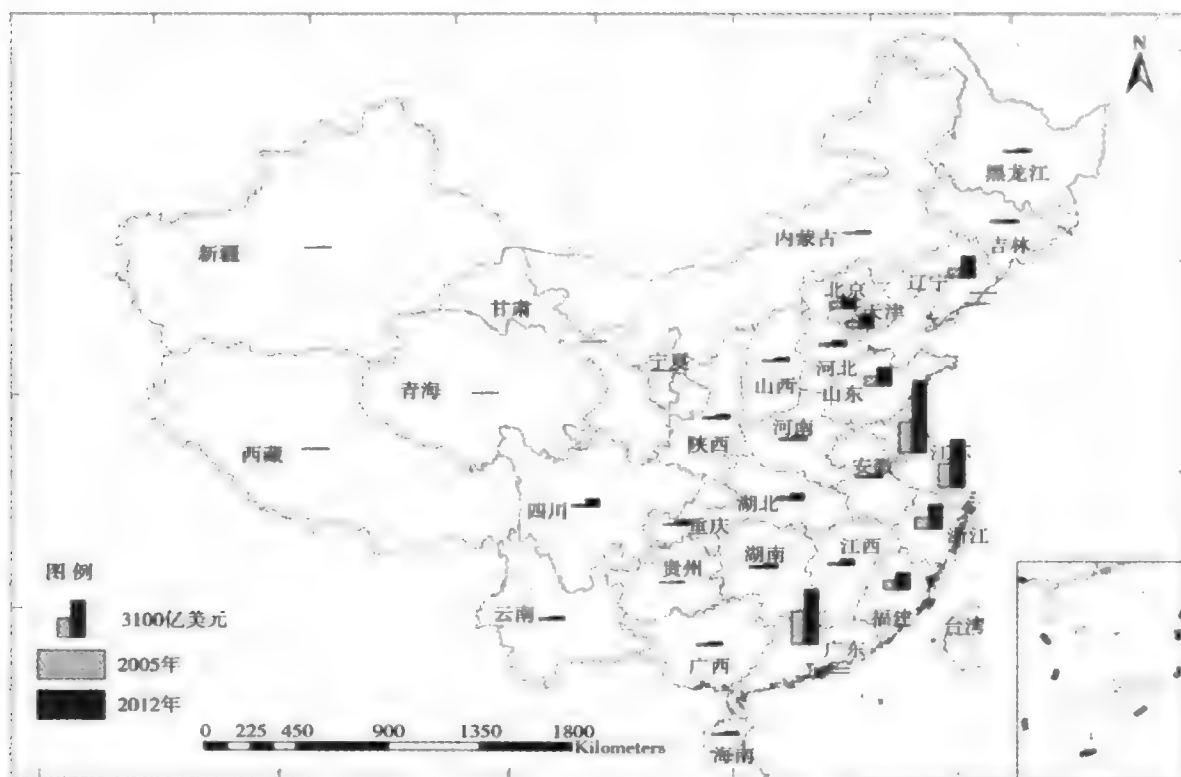 N
黑龙江
内蒙古
吉林
新疆
辽宁
北京
天津
甘肃
宁夏
河北
山西
山东
青海
河南
陕西
西藏
安徽
四川
湖北
重庆
浙江
湖南
江西
贵州
图例
云南
福建
台湾
3100亿美元
广东
2005年
广西
2012年
0 225 450 900 1350 1800
Kilometers
海南